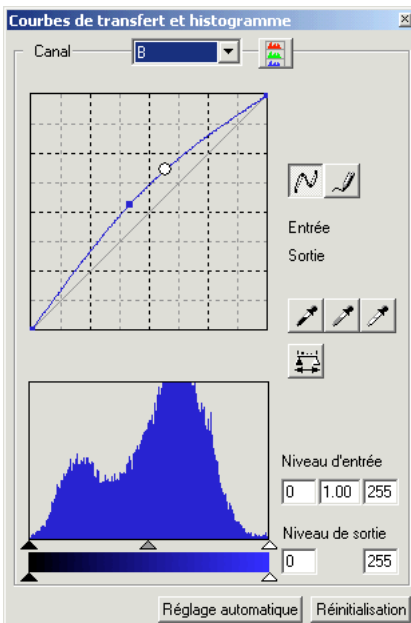 Courbes de transfert et histogramme
Canal B
Entrée
Sortie
Niveau d'entrée
0 1.00 255
Niveau de sortie
0 255
Réglage automatique Réinitialisation